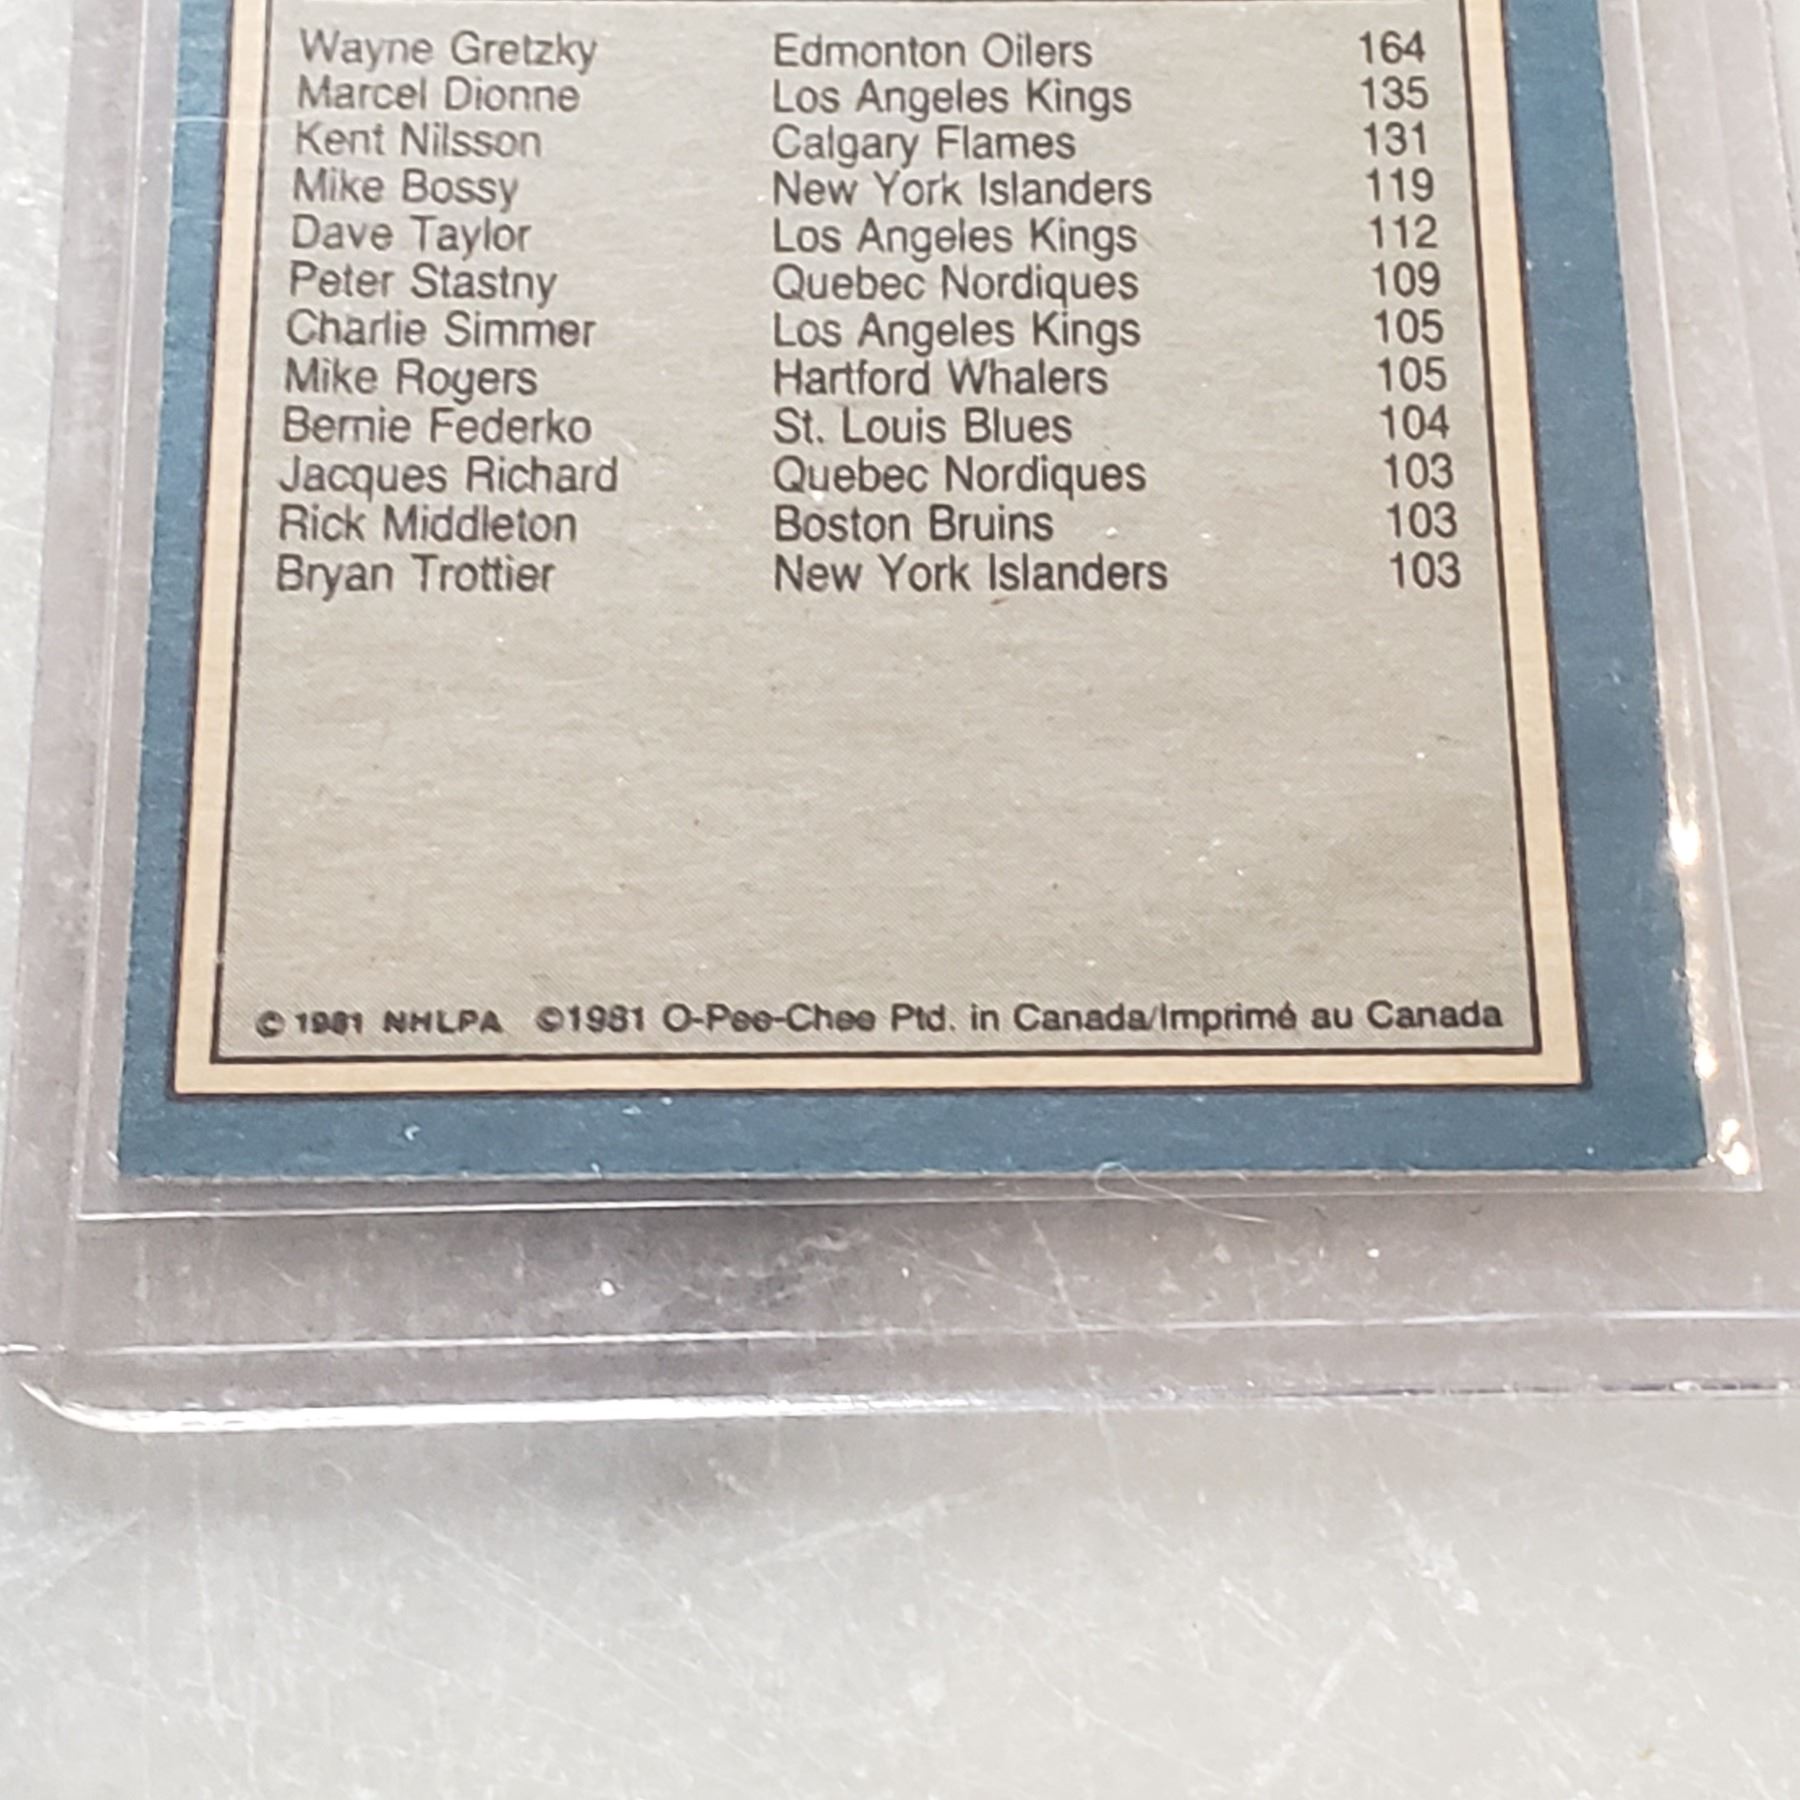 Wayne Gretzky Edmonton Oilers 164
Marcel Dionne Los Angeles Kings 135
Kent Nilsson Calgary Flames 131
Mike Bossy New York Islanders 119
Dave Taylor Los Angeles Kings 112
Peter Stastny Quebec Nordiques 109
Charlie Simmer Los Angeles Kings 105
Mike Rogers Hartford Whalers 105
Bernie Federko St. Louis Blues 104
Jacques Richard Quebec Nordiques 103
Rick Middleton Boston Bruins 103
Bryan Trottier New York Islanders 103
© 1981 NHLPA ©1981 O-Pee-Chee Ptd. in Canada/Imprimé au Canada